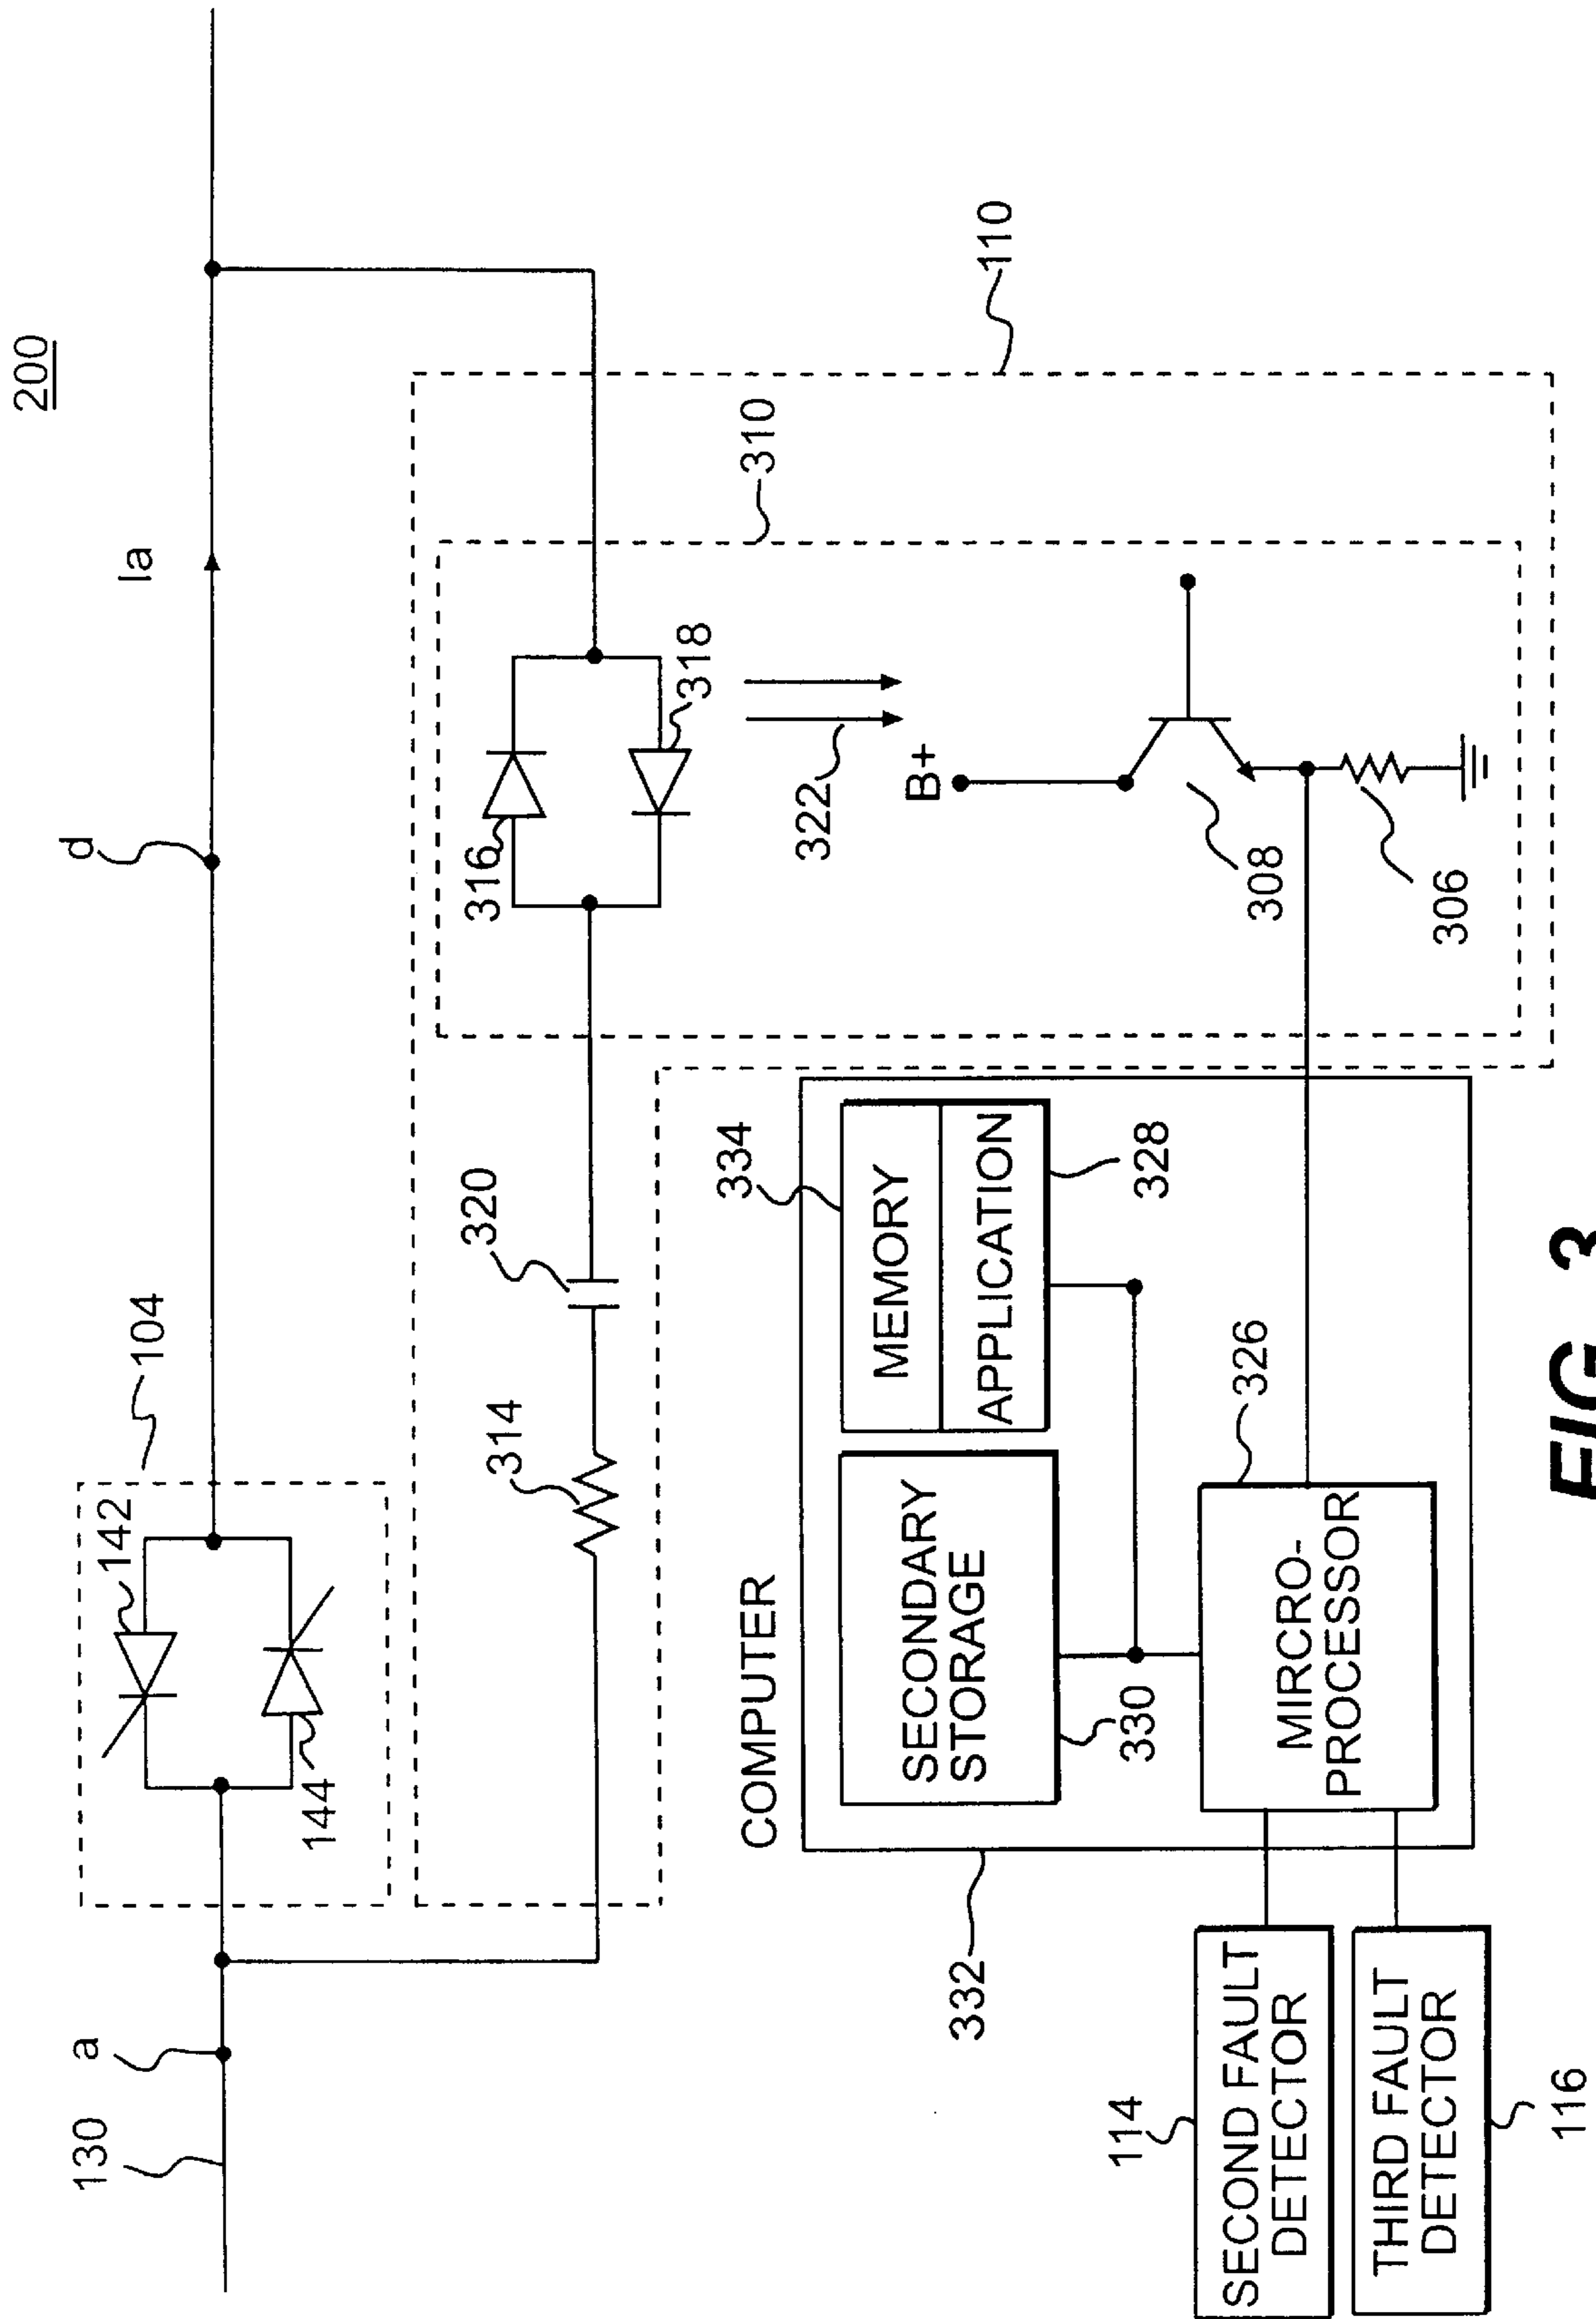 200
Ia
d
104
142
144
a
130
110
310
316
318
322
B+
308
306
320
314
COMPUTER
332
334
MEMORY
APPLICATION
328
SECONDARY
STORAGE
330
326
MIRCRO-
PROCESSOR
114
SECOND FAULT
DETECTOR
THIRD FAULT
DETECTOR
116
FIG 3